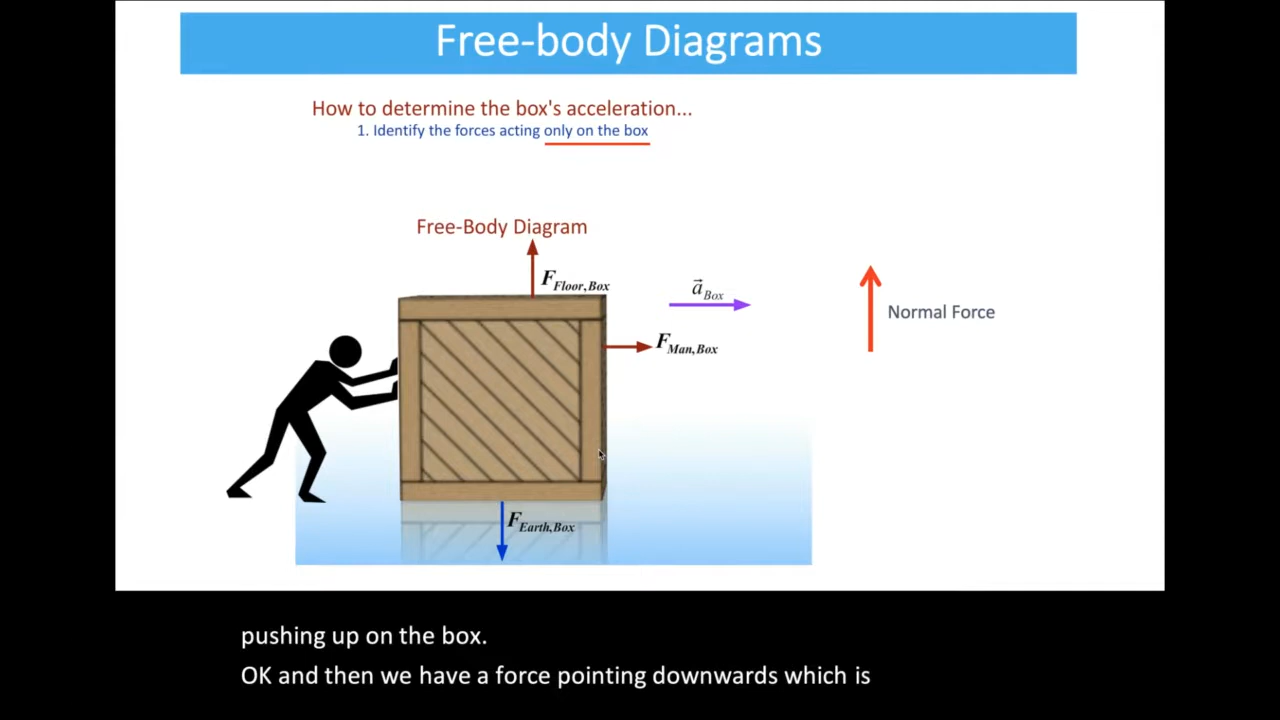 Free-body Diagrams
How to determine the box's acceleration...
1. Identify the forces acting only on the box
Free-Body Diagram
F Floor,Box
a⃗ Box
Normal Force
F Man,Box
F Earth,Box
pushing up on the box.
OK and then we have a force pointing downwards which is